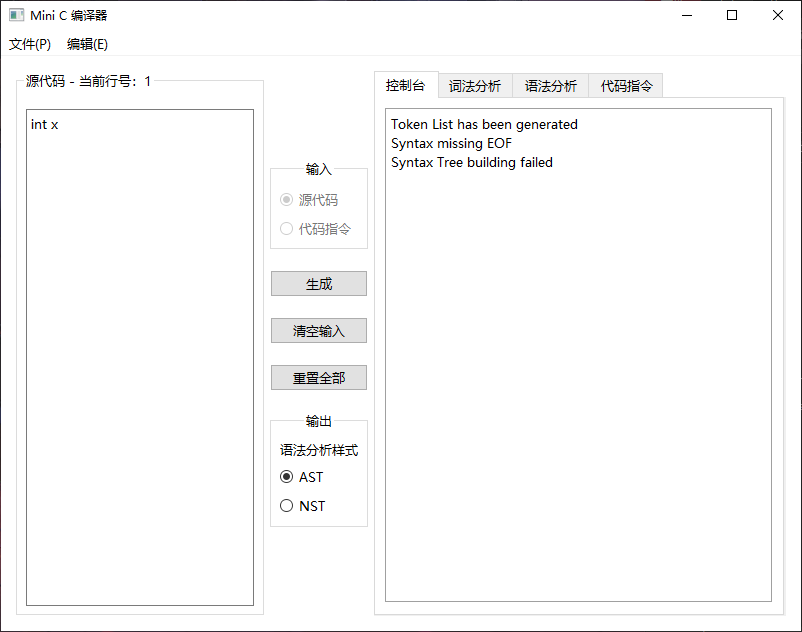 Mini C 编译器
文件(P) 编辑(E)
源代码 - 当前行号：1
int x
输入
源代码
代码指令
生成
清空输入
重置全部
输出
语法分析样式
AST
NST
控制台 词法分析 语法分析 代码指令
Token List has been generated
Syntax missing EOF
Syntax Tree building failed